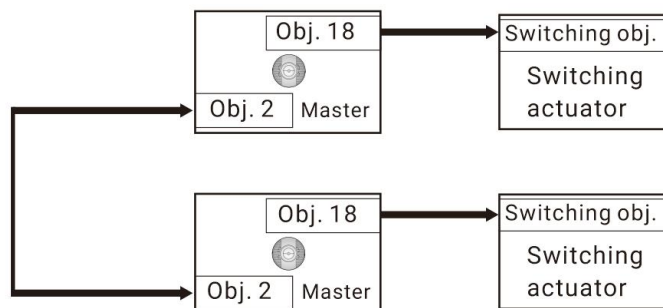 Obj. 18
Switching obj.
Switching
actuator
Obj. 2 Master
Obj. 18
Switching obj.
Switching
actuator
Obj. 2 Master